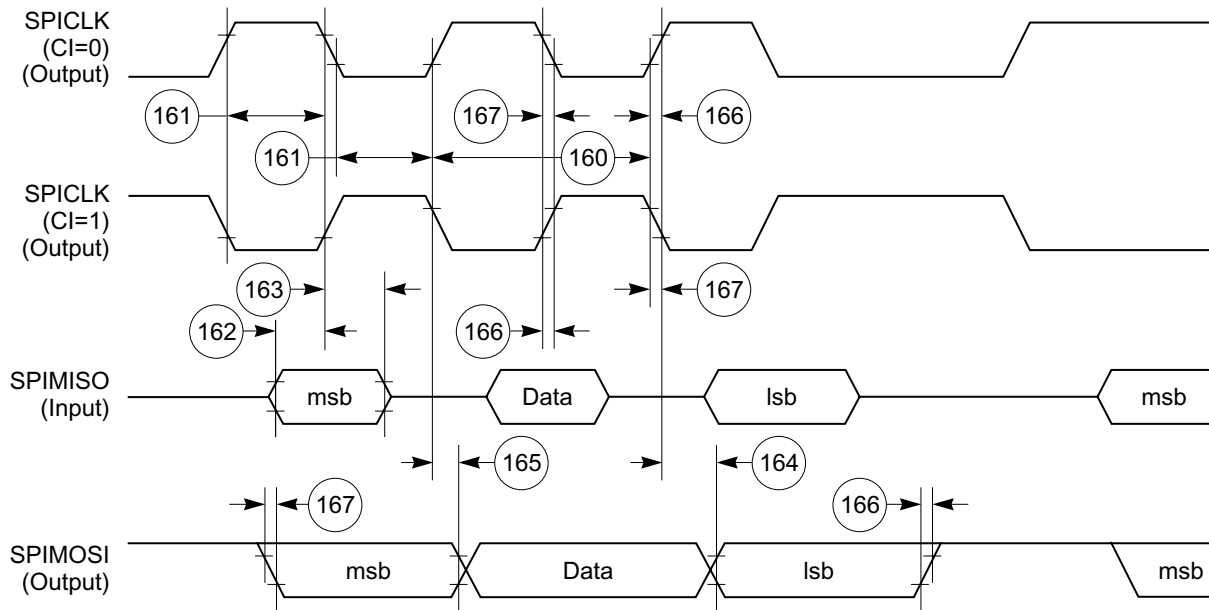 SPICLK
(CI=0)
(Output)
161
167
166
161
160
SPICLK
(CI=1)
(Output)
163
167
162
166
SPIMISO
(Input)
msb
Data
lsb
msb
165
164
167
166
SPIMOSI
(Output)
msb
Data
lsb
msb